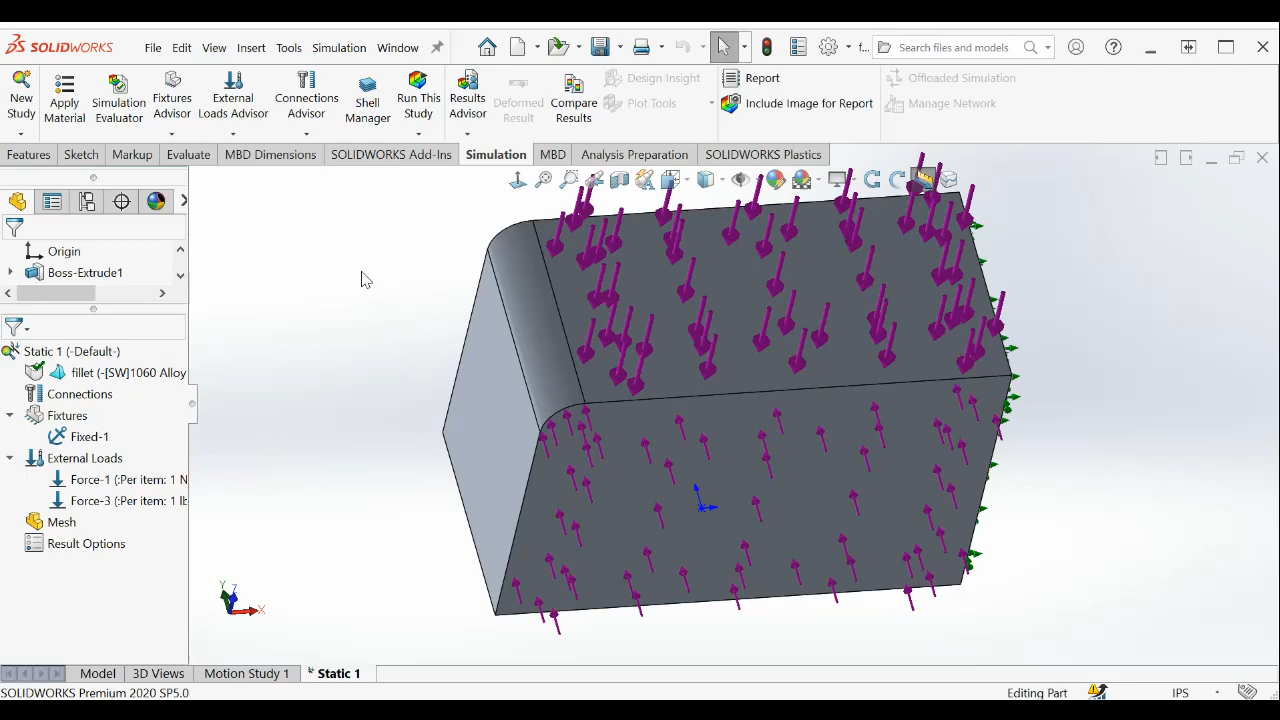 SOLIDWORKS File Edit View Insert Tools Simulation Window f... Search files and models
New Study
Apply Material
Simulation Evaluator
Fixtures Advisor
External Loads Advisor
Connections Advisor
Shell Manager
Run This Study
Results Advisor
Deformed Result
Compare Results
Design Insight
Plot Tools
Report
Include Image for Report
Offloaded Simulation
Manage Network
Features Sketch Markup Evaluate MBD Dimensions SOLIDWORKS Add-Ins Simulation MBD Analysis Preparation SOLIDWORKS Plastics
Origin
Boss-Extrude1
Static 1 (-Default-)
fillet (-[SW]1060 Alloy
Connections
Fixtures
Fixed-1
External Loads
Force-1 (:Per item: 1 N
Force-3 (:Per item: 1 lb
Mesh
Result Options
Y Z X
Model 3D Views Motion Study 1 Static 1
SOLIDWORKS Premium 2020 SP5.0 Editing Part IPS